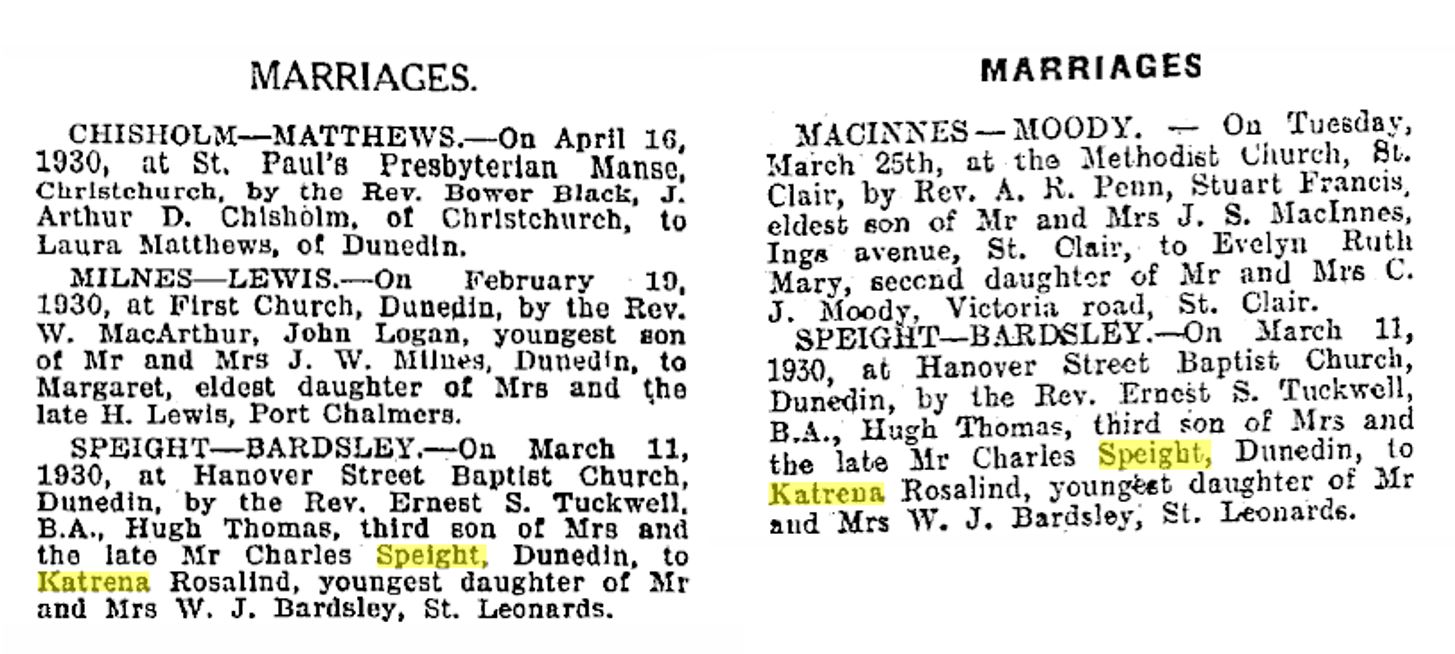 MARRIAGES.
CHISHOLM—MATTHEWS.—On April 16,
1930, at St. Paul's Presbyterian Manse,
Christchurch, by the Rev. Bower Black, J.
Arthur D. Chisholm, of Christchurch, to
Laura Matthews, of Dunedin.
MILNES—LEWIS.—On February 19,
1930, at First Church, Dunedin, by the Rev.
W. MacArthur, John Logan, youngest son
of Mr and Mrs J. W. Milnes, Dunedin, to
Margaret, eldest daughter of Mrs and the
late H. Lewis, Port Chalmers.
SPEIGHT—BARDSLEY.—On March 11,
1930, at Hanover Street Baptist Church,
Dunedin, by the Rev. Ernest S. Tuckwell,
B.A., Hugh Thomas, third son of Mrs and
the late Mr Charles Speight, Dunedin, to
Katrena Rosalind, youngest daughter of Mr
and Mrs W. J. Bardsley, St. Leonards.
MARRIAGES
MACINNES — MOODY. — On Tuesday,
March 25th, at the Methodist Church, St.
Clair, by Rev. A. R. Penn, Stuart Francis,
eldest son of Mr and Mrs J. S. MacInnes,
Ings avenue, St. Clair, to Evelyn Ruth
Mary, second daughter of Mr and Mrs C.
J. Moody, Victoria road, St. Clair.
SPEIGHT—BARDSLEY.—On March 11,
1930, at Hanover Street Baptist Church,
Dunedin, by the Rev. Ernest S. Tuckwell,
B.A., Hugh Thomas, third son of Mrs and
the late Mr Charles Speight, Dunedin, to
Katrena Rosalind, youngest daughter of Mr
and Mrs W. J. Bardsley, St. Leonards.